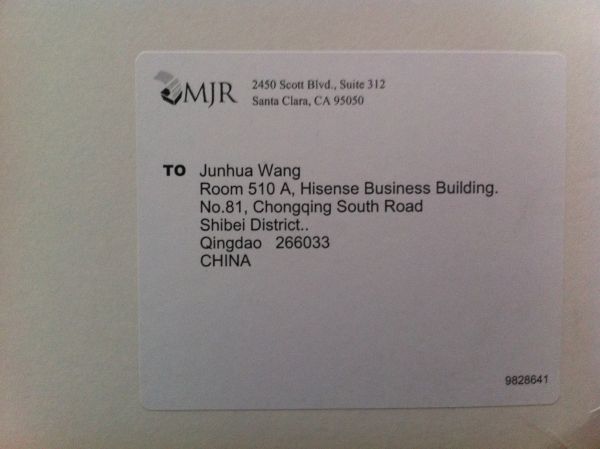 MJR
2450 Scott Blvd., Suite 312
Santa Clara, CA 95050
TO Junhua Wang
Room 510 A, Hisense Business Building.
No.81, Chongqing South Road
Shibei District..
Qingdao 266033
CHINA
9828641